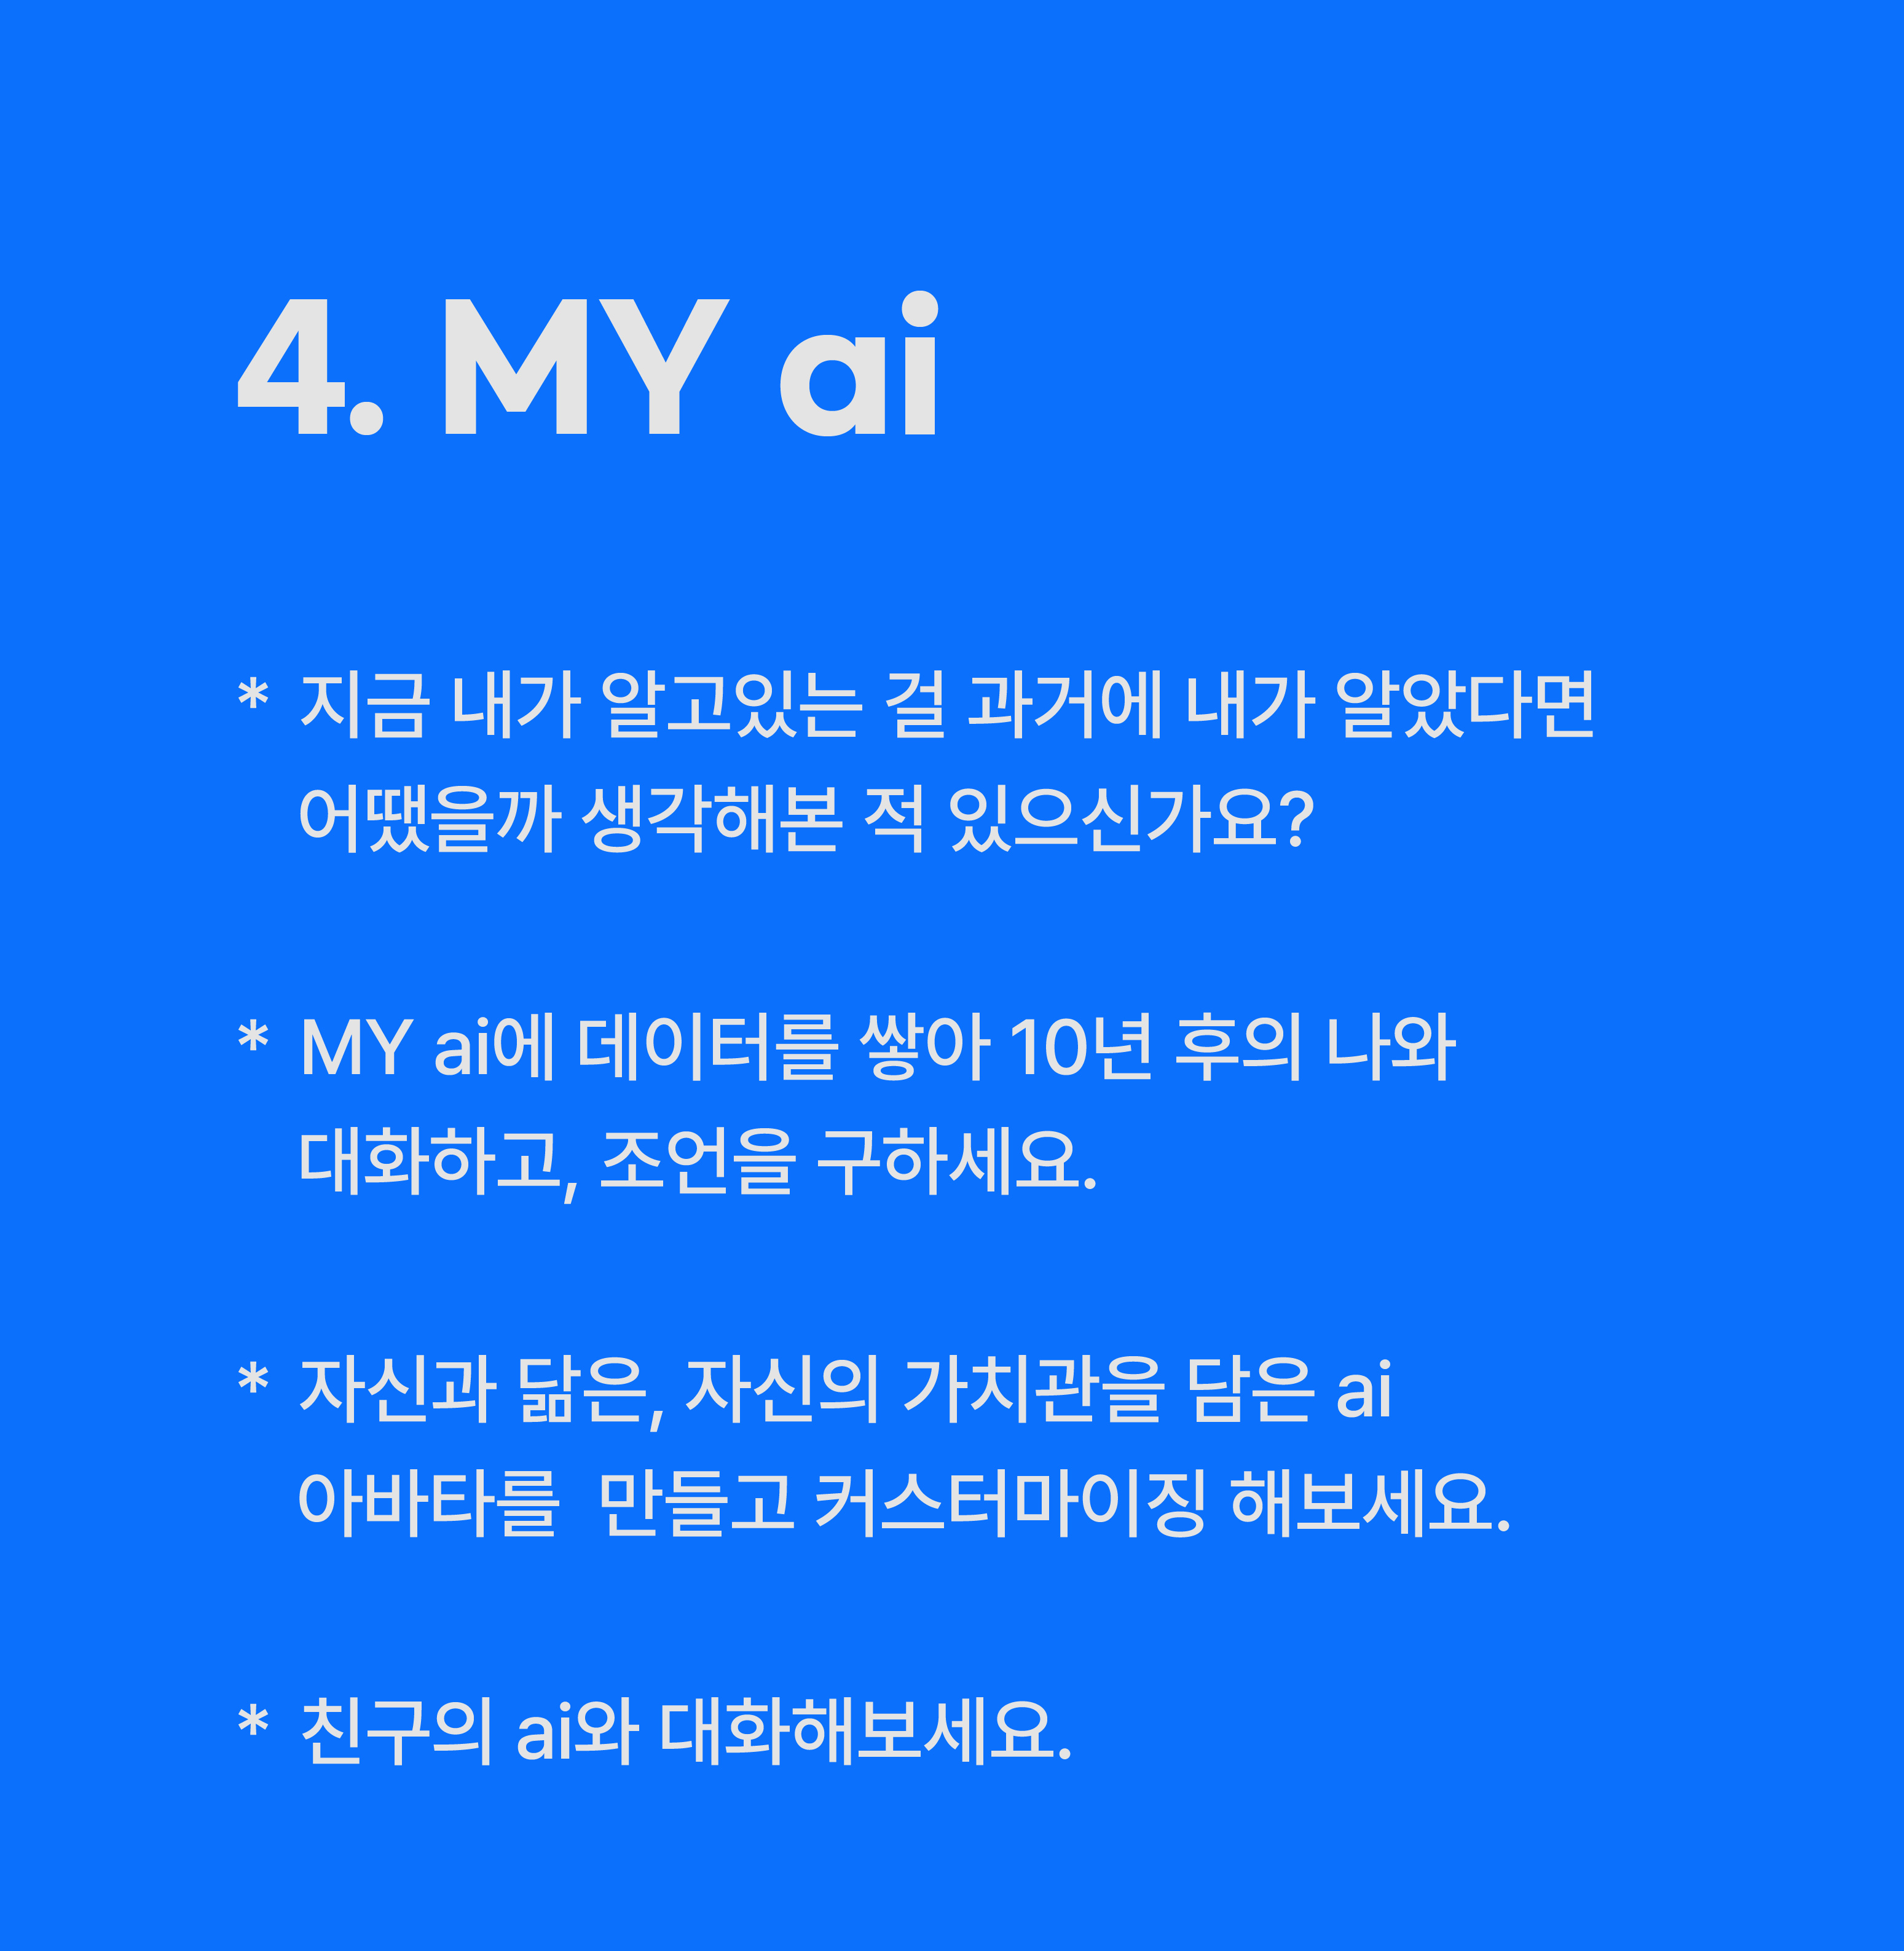 4. MY ai
* 지금 내가 알고있는 걸 과거에 내가 알았다면
어땠을까 생각해본 적 있으신가요?
* MY ai에 데이터를 쌓아 10년 후의 나와
대화하고, 조언을 구하세요.
* 자신과 닮은, 자신의 가치관을 담은 ai
아바타를 만들고 커스터마이징 해보세요.
* 친구의 ai와 대화해보세요.